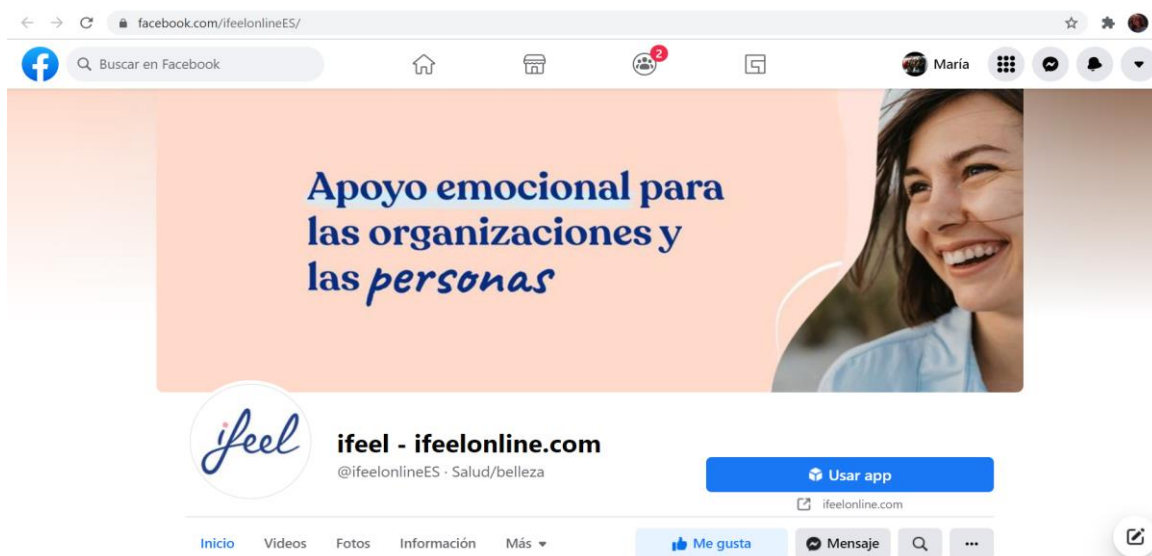 facebook.com/ifeelonlineES/
Buscar en Facebook
2
María
Apoyo emocional para
las organizaciones y
las personas
ifeel
ifeel - ifeelonline.com
@ifeelonlineES · Salud/belleza
Usar app
ifeelonline.com
Inicio Videos Fotos Información Más
Me gusta Mensaje